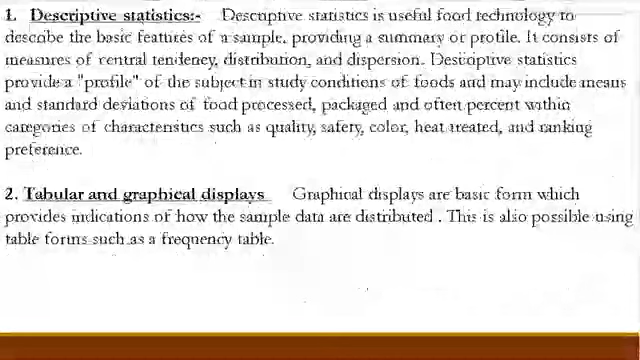 1. Descriptive statistics:- Descriptive statistics is useful food technology to
describe the basic features of a sample, providing a summary or profile. It consists of
measures of central tendency, distribution, and dispersion. Descriptive statistics
provide a "profile" of the subject in study conditions of foods and may include means
and standard deviations of food processed, packaged and often percent within
categories of characteristics such as quality, safety, color, heat treated, and ranking
preference.
2. Tabular and graphical displays Graphical displays are basic form which
provides indications of how the sample data are distributed . This is also possible using
table forms such as a frequency table.